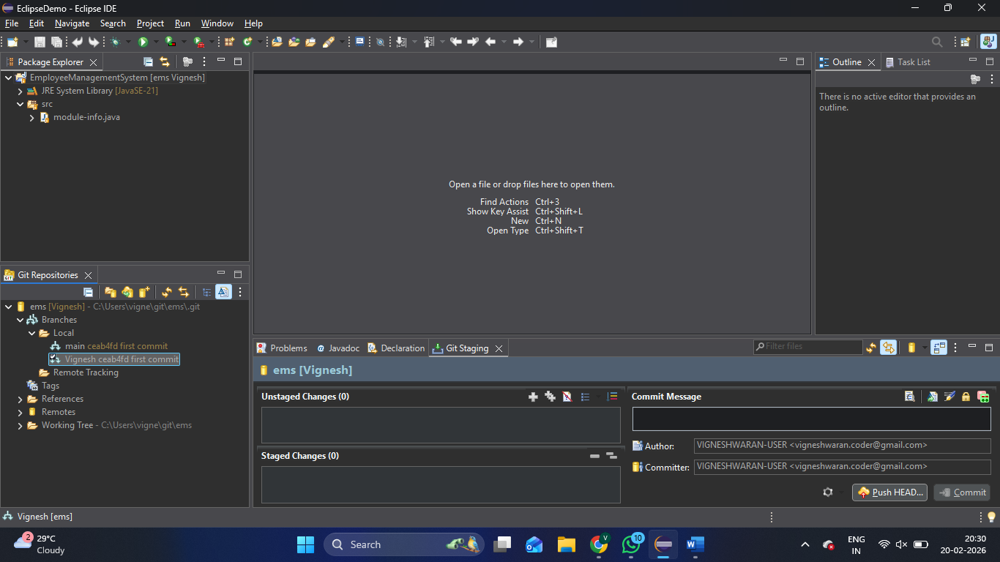 EclipseDemo - Eclipse IDE
File Edit Navigate Search Project Run Window Help
Package Explorer
EmployeeManagementSystem [ems Vignesh]
JRE System Library [JavaSE-21]
src
module-info.java
Open a file or drop files here to open them.
Find Actions Ctrl+3
Show Key Assist Ctrl+Shift+L
New Ctrl+N
Open Type Ctrl+Shift+T
Outline Task List
There is no active editor that provides an
outline.
Git Repositories
ems [Vignesh] - C:\Users\vigne\git\ems\.git
Branches
Local
main ceab4fd first commit
Vignesh ceab4fd first commit
Remote Tracking
Tags
References
Remotes
Working Tree - C:\Users\vigne\git\ems
Problems Javadoc Declaration Git Staging
Filter files
ems [Vignesh]
Unstaged Changes (0)
Staged Changes (0)
Commit Message
Author: VIGNESHWARAN-USER <vigneshwaran.coder@gmail.com>
Committer: VIGNESHWARAN-USER <vigneshwaran.coder@gmail.com>
Push HEAD... Commit
Vignesh [ems]
2
29°C
Cloudy
Search
V
10
ENG
IN
20:30
20-02-2026